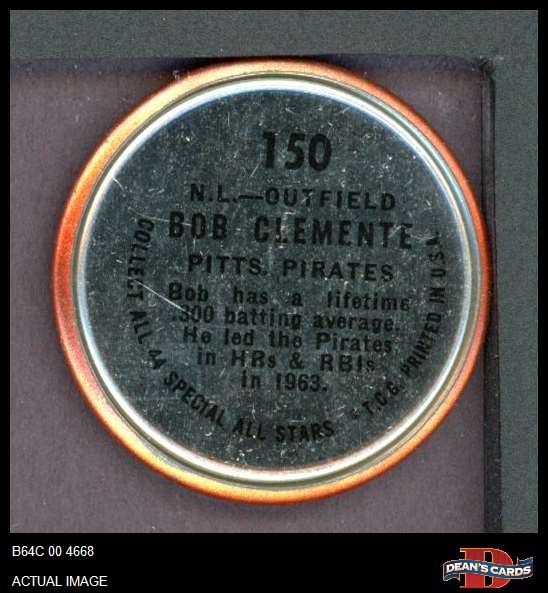 150
N.L.—OUTFIELD
BOB CLEMENTE
PITTS. PIRATES
Bob has a lifetime
.300 batting average.
He led the Pirates
in HRs & RBIs
in 1963.
COLLECT ALL 44 SPECIAL ALL STARS
© T.C.G. PRINTED IN U.S.A.
B64C 00 4668
ACTUAL IMAGE
D
DEAN'S CARDS